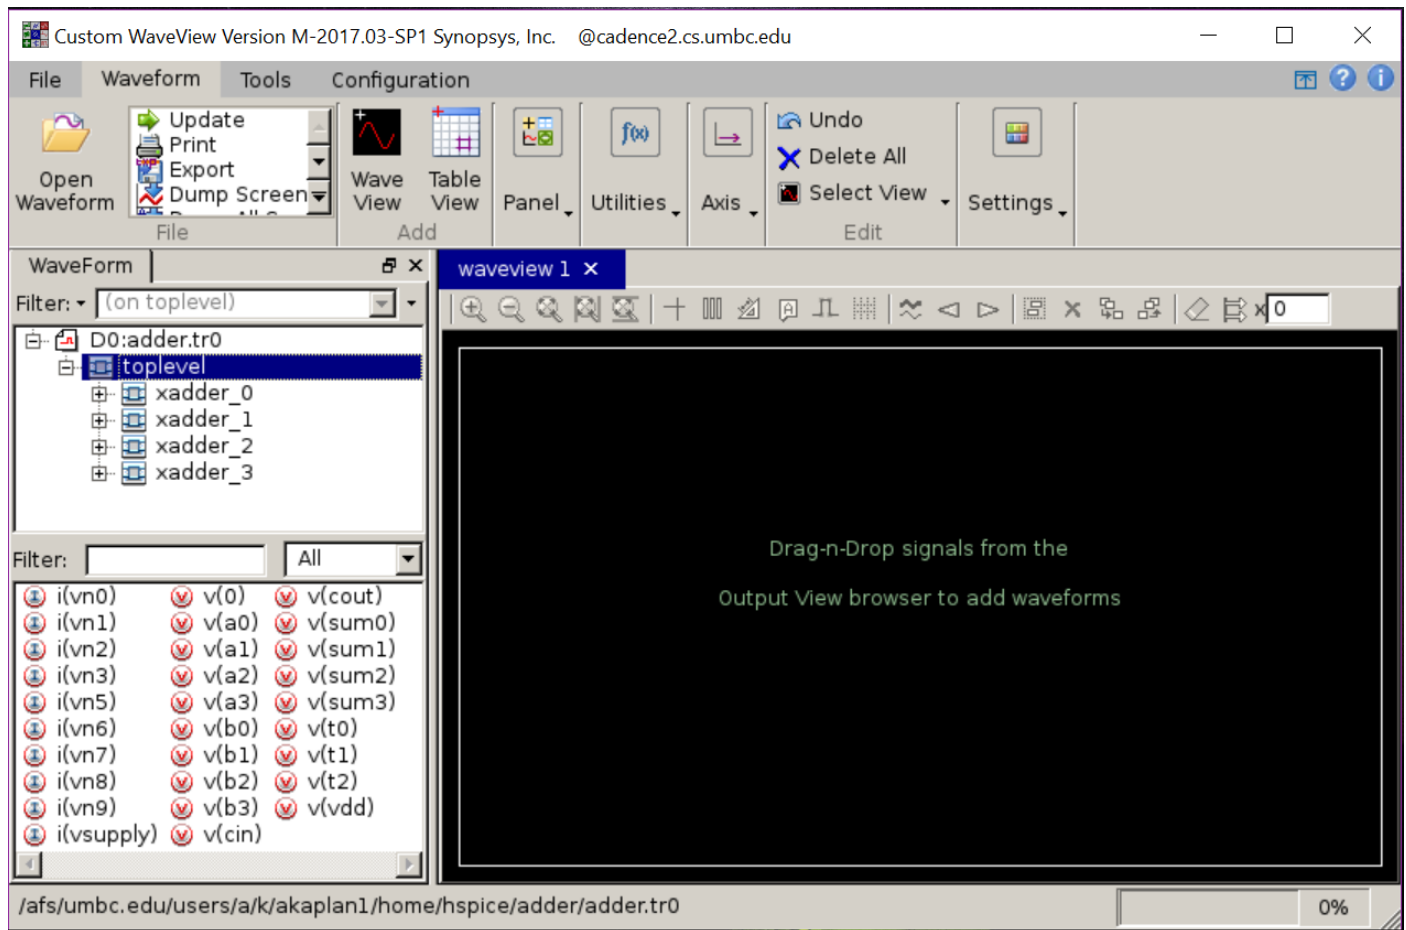 Custom WaveView Version M-2017.03-SP1 Synopsys, Inc. @cadence2.cs.umbc.edu
File Waveform Tools Configuration
Open Waveform
Update
Print
Export
Dump Screen
File
Wave View
Table View
Add
Panel
f(x)
Utilities
Axis
Undo
Delete All
Select View
Edit
Settings
WaveForm
Filter: (on toplevel)
D0:adder.tr0
toplevel
xadder_0
xadder_1
xadder_2
xadder_3
Filter: All
i(vn0) v(0) v(cout)
i(vn1) v(a0) v(sum0)
i(vn2) v(a1) v(sum1)
i(vn3) v(a2) v(sum2)
i(vn5) v(a3) v(sum3)
i(vn6) v(b0) v(t0)
i(vn7) v(b1) v(t1)
i(vn8) v(b2) v(t2)
i(vn9) v(b3) v(vdd)
i(vsupply) v(cin)
waveview 1
x 0
Drag-n-Drop signals from the
Output View browser to add waveforms
/afs/umbc.edu/users/a/k/akaplan1/home/hspice/adder/adder.tr0
0%